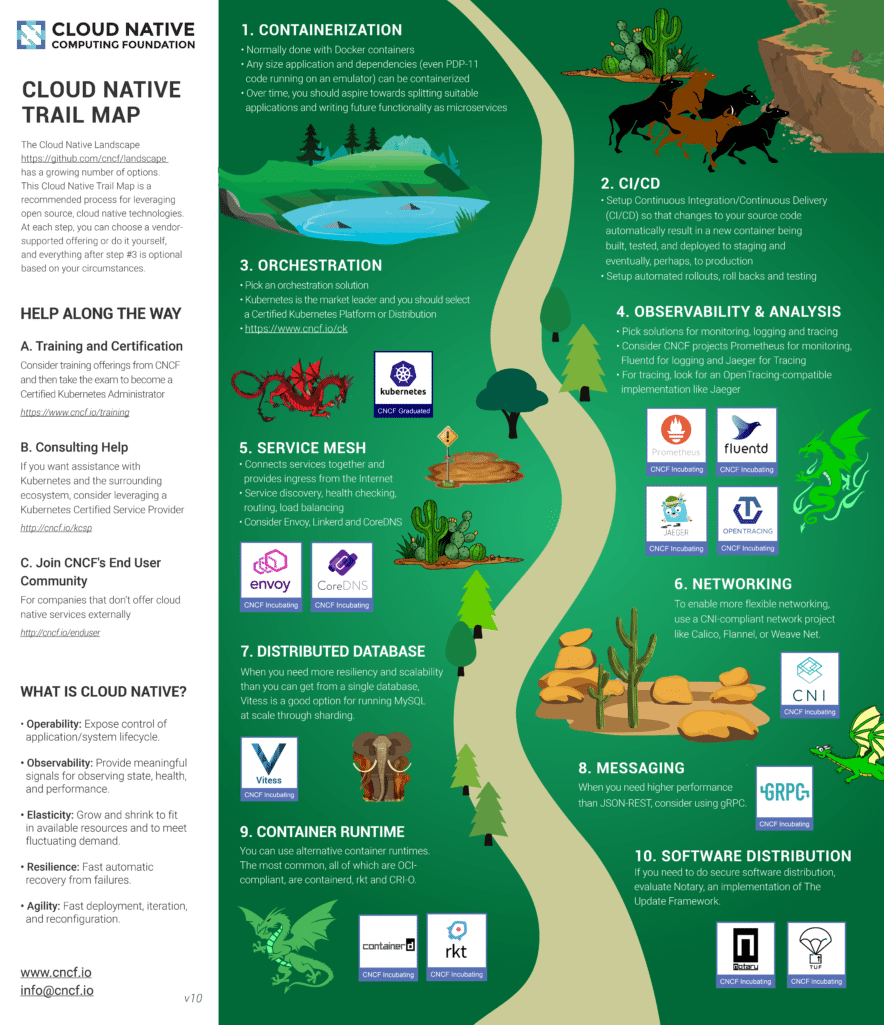 CLOUD NATIVE
COMPUTING FOUNDATION
CLOUD NATIVE
TRAIL MAP
The Cloud Native Landscape
https://github.com/cncf/landscape
has a growing number of options.
This Cloud Native Trail Map is a
recommended process for leveraging
open source, cloud native technologies.
At each step, you can choose a vendor-
supported offering or do it yourself,
and everything after step #3 is optional
based on your circumstances.
HELP ALONG THE WAY
A. Training and Certification
Consider training offerings from CNCF
and then take the exam to become a
Certified Kubernetes Administrator
https://www.cncf.io/training
B. Consulting Help
If you want assistance with
Kubernetes and the surrounding
ecosystem, consider leveraging a
Kubernetes Certified Service Provider
http://cncf.io/kcsp
C. Join CNCF's End User
Community
For companies that don't offer cloud
native services externally
http://cncf.io/enduser
WHAT IS CLOUD NATIVE?
• Operability: Expose control of
application/system lifecycle.
• Observability: Provide meaningful
signals for observing state, health,
and performance.
• Elasticity: Grow and shrink to fit
in available resources and to meet
fluctuating demand.
• Resilience: Fast automatic
recovery from failures.
• Agility: Fast deployment, iteration,
and reconfiguration.
www.cncf.io
info@cncf.io
v10
1. CONTAINERIZATION
• Normally done with Docker containers
• Any size application and dependencies (even PDP-11
code running on an emulator) can be containerized
• Over time, you should aspire towards splitting suitable
applications and writing future functionality as microservices
2. CI/CD
• Setup Continuous Integration/Continuous Delivery
(CI/CD) so that changes to your source code
automatically result in a new container being
built, tested, and deployed to staging and
eventually, perhaps, to production
• Setup automated rollouts, roll backs and testing
3. ORCHESTRATION
• Pick an orchestration solution
• Kubernetes is the market leader and you should select
a Certified Kubernetes Platform or Distribution
• https://www.cncf.io/ck
kubernetes
CNCF Graduated
4. OBSERVABILITY & ANALYSIS
• Pick solutions for monitoring, logging and tracing
• Consider CNCF projects Prometheus for monitoring,
Fluentd for logging and Jaeger for Tracing
• For tracing, look for an OpenTracing-compatible
implementation like Jaeger
Prometheus
CNCF Incubating
fluentd
CNCF Incubating
JAEGER
CNCF Incubating
OPENTRACING
CNCF Incubating
5. SERVICE MESH
• Connects services together and
provides ingress from the Internet
• Service discovery, health checking,
routing, load balancing
• Consider Envoy, Linkerd and CoreDNS
envoy
CNCF Incubating
CoreDNS
CNCF Incubating
6. NETWORKING
To enable more flexible networking,
use a CNI-compliant network project
like Calico, Flannel, or Weave Net.
CNI
CNCF Incubating
7. DISTRIBUTED DATABASE
When you need more resiliency and scalability
than you can get from a single database,
Vitess is a good option for running MySQL
at scale through sharding.
Vitess
CNCF Incubating
8. MESSAGING
When you need higher performance
than JSON-REST, consider using gRPC.
GRPC
CNCF Incubating
9. CONTAINER RUNTIME
You can use alternative container runtimes.
The most common, all of which are OCI-
compliant, are containerd, rkt and CRI-O.
containerd
CNCF Incubating
rkt
CNCF Incubating
10. SOFTWARE DISTRIBUTION
If you need to do secure software distribution,
evaluate Notary, an implementation of The
Update Framework.
Notary
CNCF Incubating
TUF
CNCF Incubating